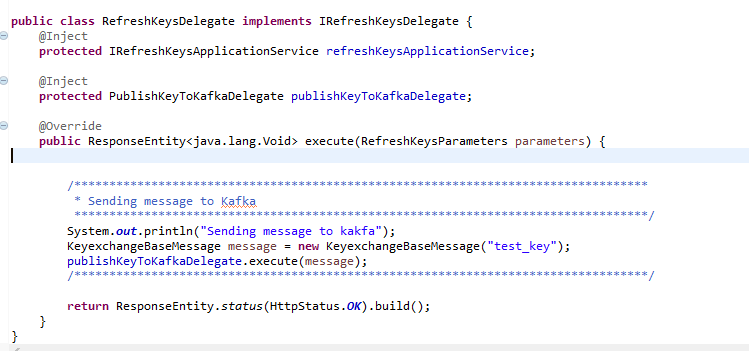 public class RefreshKeysDelegate implements IRefreshKeysDelegate {
@Inject
protected IRefreshKeysApplicationService refreshKeysApplicationService;
@Inject
protected PublishKeyToKafkaDelegate publishKeyToKafkaDelegate;
@Override
public ResponseEntity<java.lang.Void> execute(RefreshKeysParameters parameters) {
/*****************************************************************************
* Sending message to Kafka
*****************************************************************************/
System.out.println("Sending message to kakfa");
KeyexchangeBaseMessage message = new KeyexchangeBaseMessage("test_key");
publishKeyToKafkaDelegate.execute(message);
/*****************************************************************************/
return ResponseEntity.status(HttpStatus.OK).build();
}
}